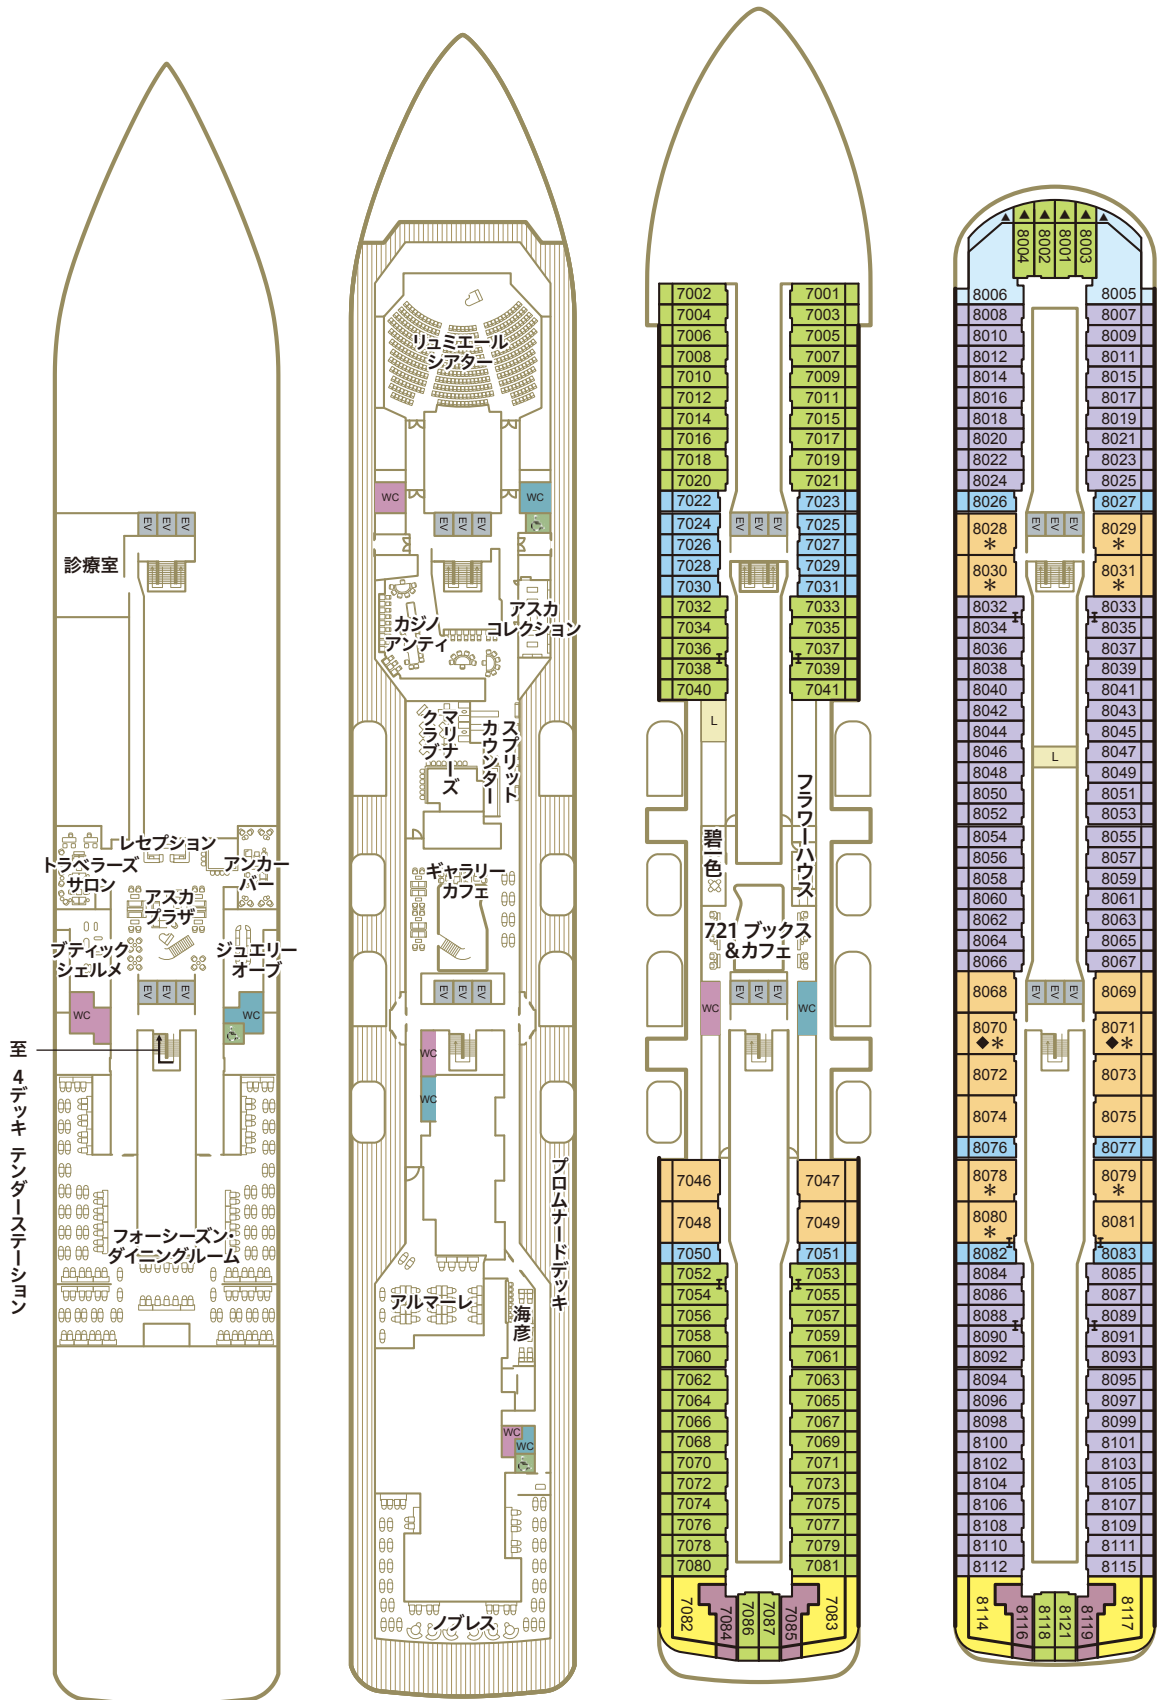 EV EV EV
診療室
レセプション
トラベラーズ
サロン
アンカー
バー
アスカ
プラザ
ブティック
シェルメ
ジュエリー
オーブ
EV EV EV
WC
WC
至 4デッキ テンダーステーション
フォーシーズン・
ダイニングルーム
リュミエール
シアター
WC
WC
EV EV EV
カジノ
アンティ
アスカ
コレクション
マリナーズ
クラブ
スプリット
カウンター
ギャラリー
カフェ
EV EV EV
WC
WC
プロムナードデッキ
アルマーレ
海彦
WC
WC
ノブレス
7002 7001
7004 7003
7006 7005
7008 7007
7010 7009
7012 7011
7014 7015
7016 7017
7018 7019
7020 7021
7022 7023
7024 EV EV EV 7025
7026 7027
7028 7029
7030 7031
7032 7033
7034 7035
7036 7037
7038 7039
7040 7041
L
フラワーハウス
碧一色
721 ブックス
&カフェ
WC EV EV EV WC
7046 7047
7048 7049
7050 7051
7052 7053
7054 7055
7056 7057
7058 7059
7060 7061
7062 7063
7064 7065
7066 7067
7068 7069
7070 7071
7072 7073
7074 7075
7076 7077
7078 7079
7080 7081
7082 7084 7086 7087 7085 7083
8004 8002 8001 8003
8006 8005
8008 8007
8010 8009
8012 8011
8014 8015
8016 8017
8018 8019
8020 8021
8022 8023
8024 8025
8026 8027
8028 EV EV EV 8029
＊ ＊
8030 8031
＊ ＊
8032 8033
8034 8035
8036 8037
8038 8039
8040 8041
8042 8043
8044 8045
8046 L 8047
8048 8049
8050 8051
8052 8053
8054 8055
8056 8057
8058 8059
8060 8061
8062 8063
8064 8065
8066 8067
8068 EV EV EV 8069
8070 8071
◆＊ ◆＊
8072 8073
8074 8075
8076 8077
8078 8079
＊ ＊
8080 8081
＊
8082 8083
8084 8085
8086 8087
8088 8089
8090 8091
8092 8093
8094 8095
8096 8097
8098 8099
8100 8101
8102 8103
8104 8105
8106 8107
8108 8109
8110 8111
8112 8115
8114 8116 8118 8121 8119 8117